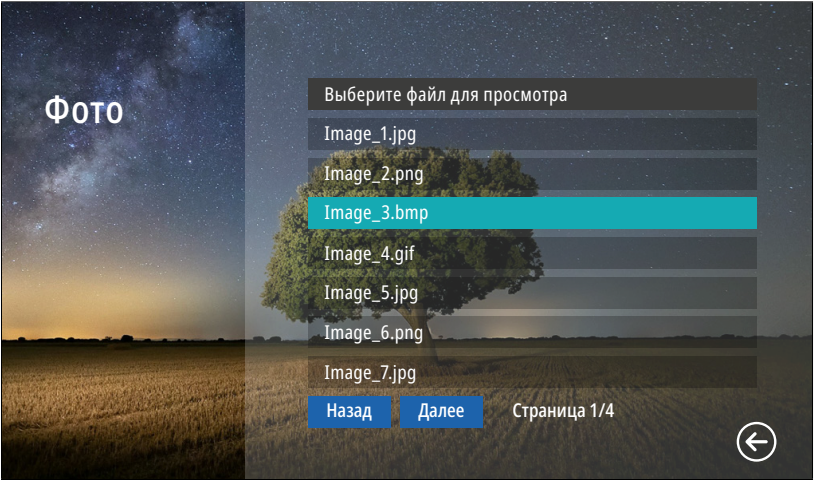 Фото
Выберите файл для просмотра
Image_1.jpg
Image_2.png
Image_3.bmp
Image_4.gif
Image_5.jpg
Image_6.png
Image_7.jpg
Назад Далее Страница 1/4